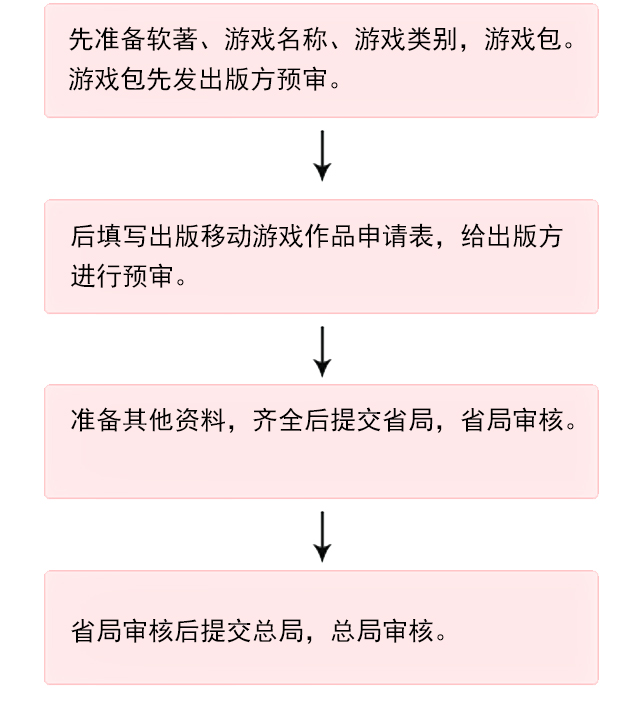 先准备软著、游戏名称、游戏类别，游戏包。
游戏包先发出版方预审。
后填写出版移动游戏作品申请表，给出版方
进行预审。
准备其他资料，齐全后提交省局，省局审核。
省局审核后提交总局，总局审核。